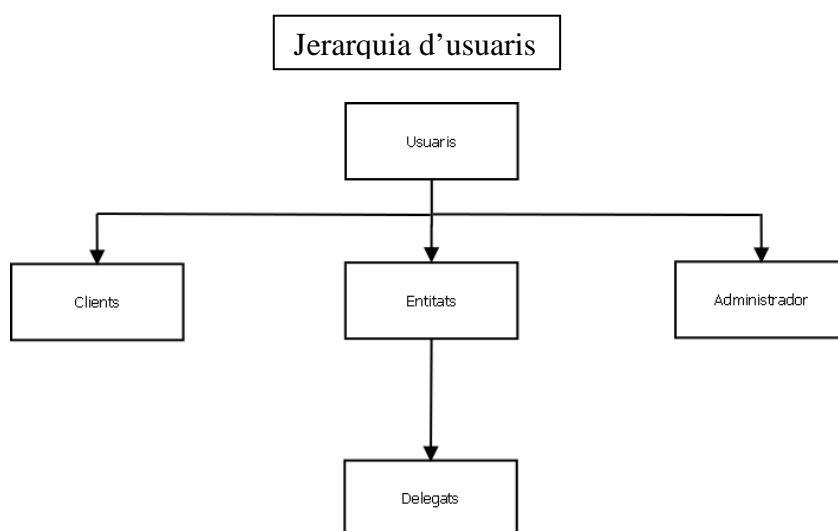 Jerarquia d’usuaris
Usuaris
Clients
Entitats
Administrador
Delegats